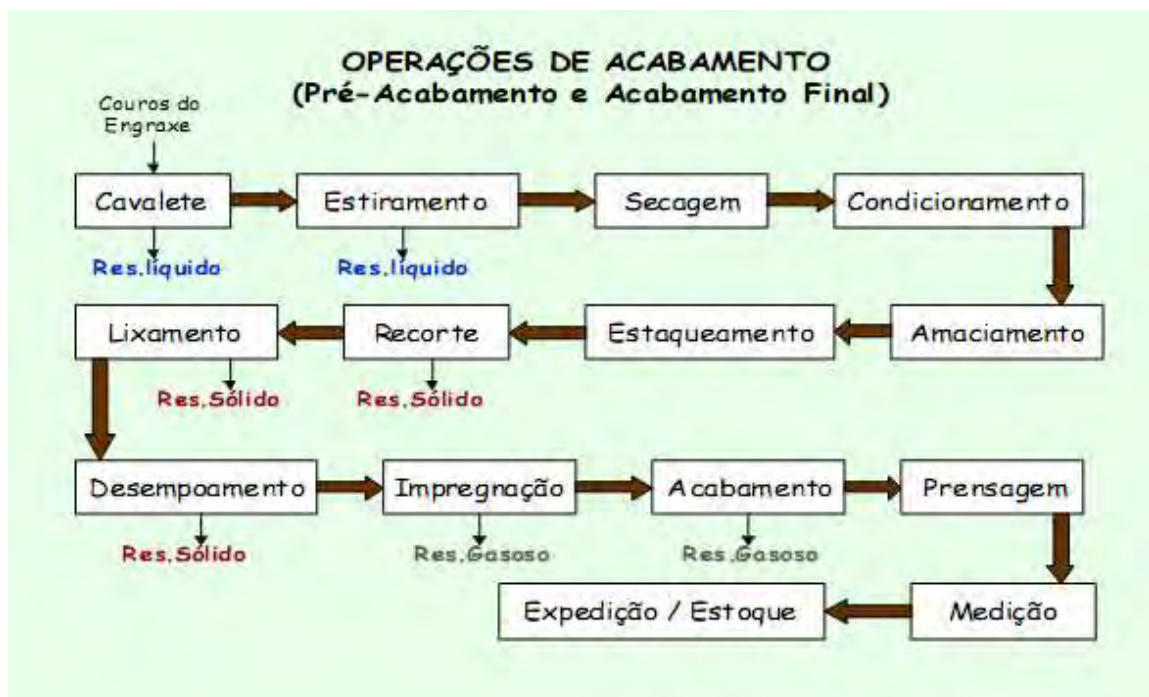 OPERAÇÕES DE ACABAMENTO
(Pré-Acabamento e Acabamento Final)
Couros do
Engraxe
Cavalete
Estiramento
Secagem
Condicionamento
Res.líquido
Res.líquido
Lixamento
Recorte
Estaqueamento
Amaciamento
Res.Sólido
Res.Sólido
Desempoamento
Impregnação
Acabamento
Prensagem
Res.Sólido
Res.Gasoso
Res.Gasoso
Expedição / Estoque
Medição